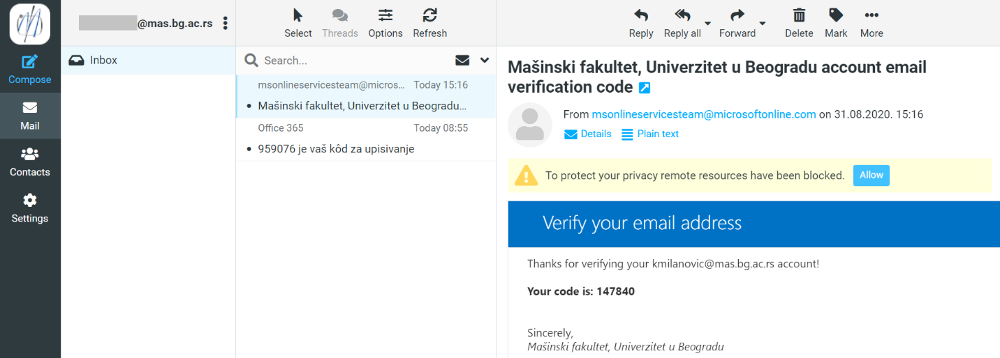 @mas.bg.ac.rs
Select
Threads
Options
Refresh
Reply
Reply all
Forward
Delete
Mark
More
Compose
Mail
Contacts
Settings
Inbox
Search...
msonlineservicesteam@micros... Today 15:16
Mašinski fakultet, Univerzitet u Beogradu...
Office 365 Today 08:55
959076 je vaš kôd za upisivanje
Mašinski fakultet, Univerzitet u Beogradu account email
verification code
From msonlineservicesteam@microsoftonline.com on 31.08.2020. 15:16
Details Plain text
To protect your privacy remote resources have been blocked. Allow
Verify your email address
Thanks for verifying your kmilanovic@mas.bg.ac.rs account!
Your code is: 147840
Sincerely,
Mašinski fakultet, Univerzitet u Beogradu